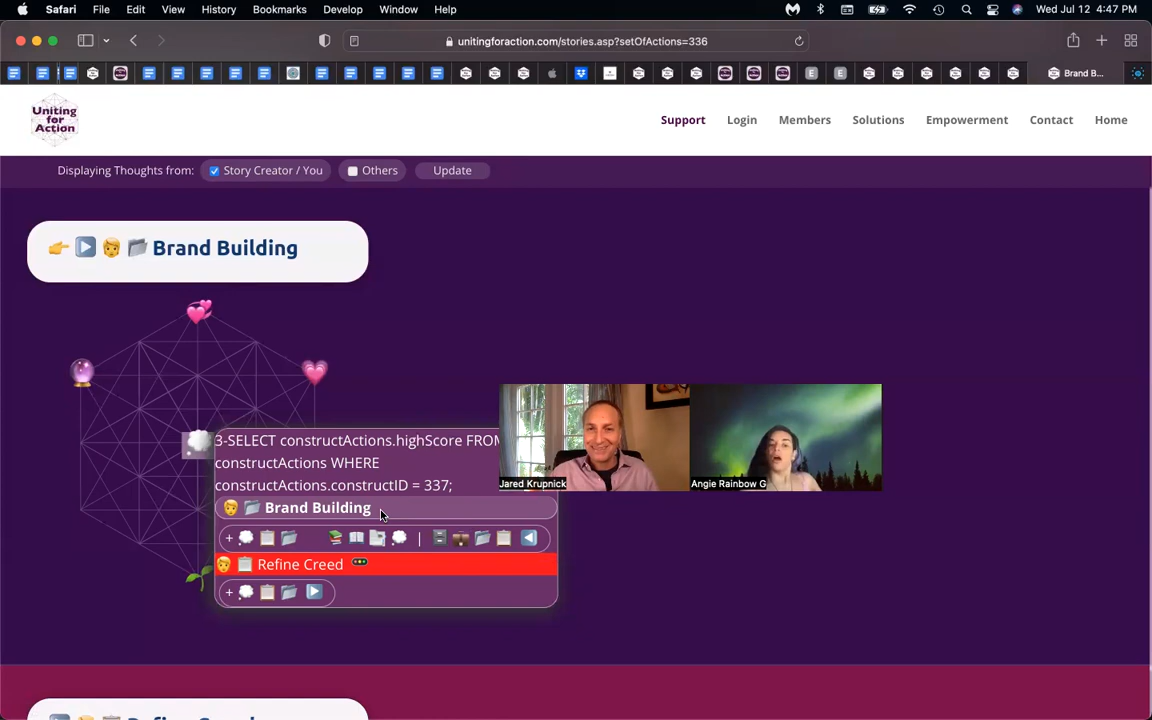 Safari File Edit View History Bookmarks Develop Window Help Wed Jul 12 4:47 PM
unitingforaction.com/stories.asp?setOfActions=336
Brand B...
Uniting
for
Action
Support Login Members Solutions Empowerment Contact Home
Displaying Thoughts from: Story Creator / You Others Update
Brand Building
3-SELECT constructActions.highScore FROM
constructActions WHERE
constructActions.constructID = 337;
Jared Krupnick Angie Rainbow G
Brand Building
+ |
Refine Creed
+